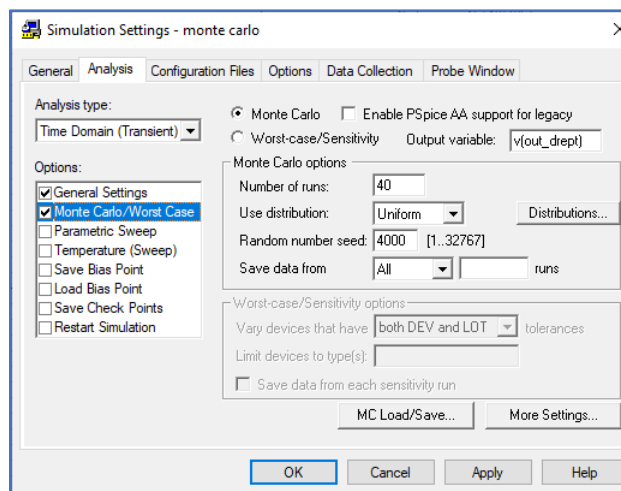 Simulation Settings - monte carlo
General Analysis Configuration Files Options Data Collection Probe Window
Analysis type:
Time Domain (Transient)
Options:
General Settings
Monte Carlo/Worst Case
Parametric Sweep
Temperature (Sweep)
Save Bias Point
Load Bias Point
Save Check Points
Restart Simulation
Monte Carlo Enable PSpice AA support for legacy
Worst-case/Sensitivity Output variable: v(out_drept)
Monte Carlo options
Number of runs: 40
Use distribution: Uniform Distributions...
Random number seed: 4000 [1..32767]
Save data from All runs
Worst-case/Sensitivity options
Vary devices that have both DEV and LOT tolerances
Limit devices to type(s):
Save data from each sensitivity run
MC Load/Save... More Settings...
OK Cancel Apply Help